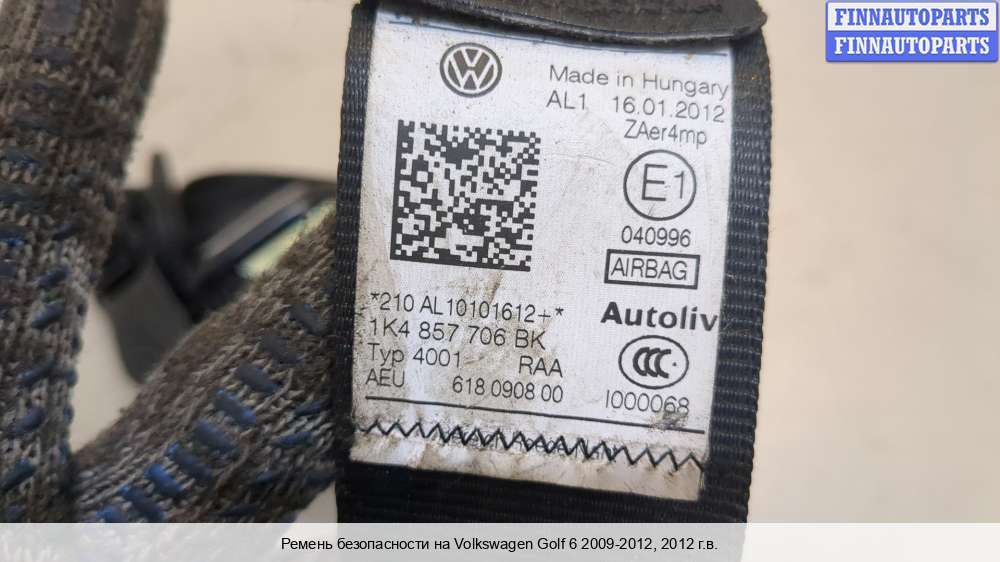 FINNAUTOPARTS
FINNAUTOPARTS
Made in Hungary
AL1 16.01.2012
ZAer4mp
E1
040996
AIRBAG
*210 AL10101612+*
Autoliv
1K4 857 706 BK
Typ 4001 RAA
CCC
AEU 618 0908 00
I000068
Ремень безопасности на Volkswagen Golf 6 2009-2012, 2012 г.в.